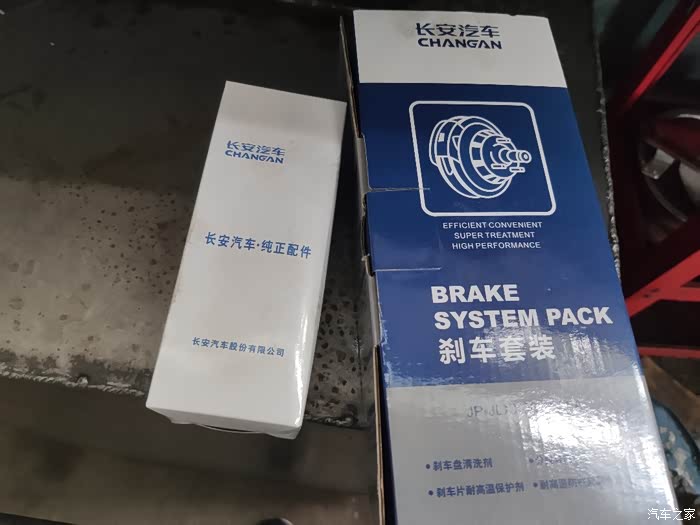 长安汽车
CHANGAN
长安汽车·纯正配件
长安汽车股份有限公司
长安汽车
CHANGAN
EFFICIENT CONVENIENT
SUPER TREATMENT
HIGH PERFORMANCE
BRAKE
SYSTEM PACK
刹车套装
·刹车盘清洗剂
·刹车片耐高温保护剂
汽车之家